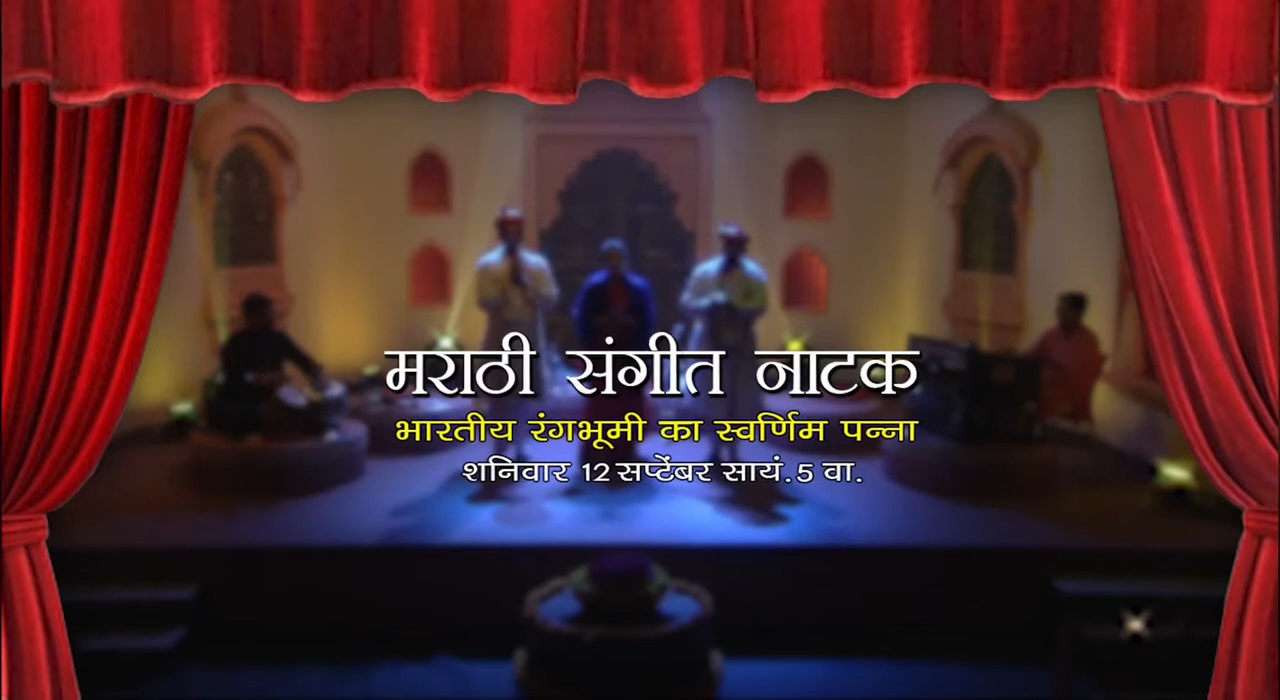 मराठी संगीत नाटक
भारतीय रंगभूमी का स्वर्णिम पन्ना
शनिवार 12 सप्टेंबर सायं.5 वा.